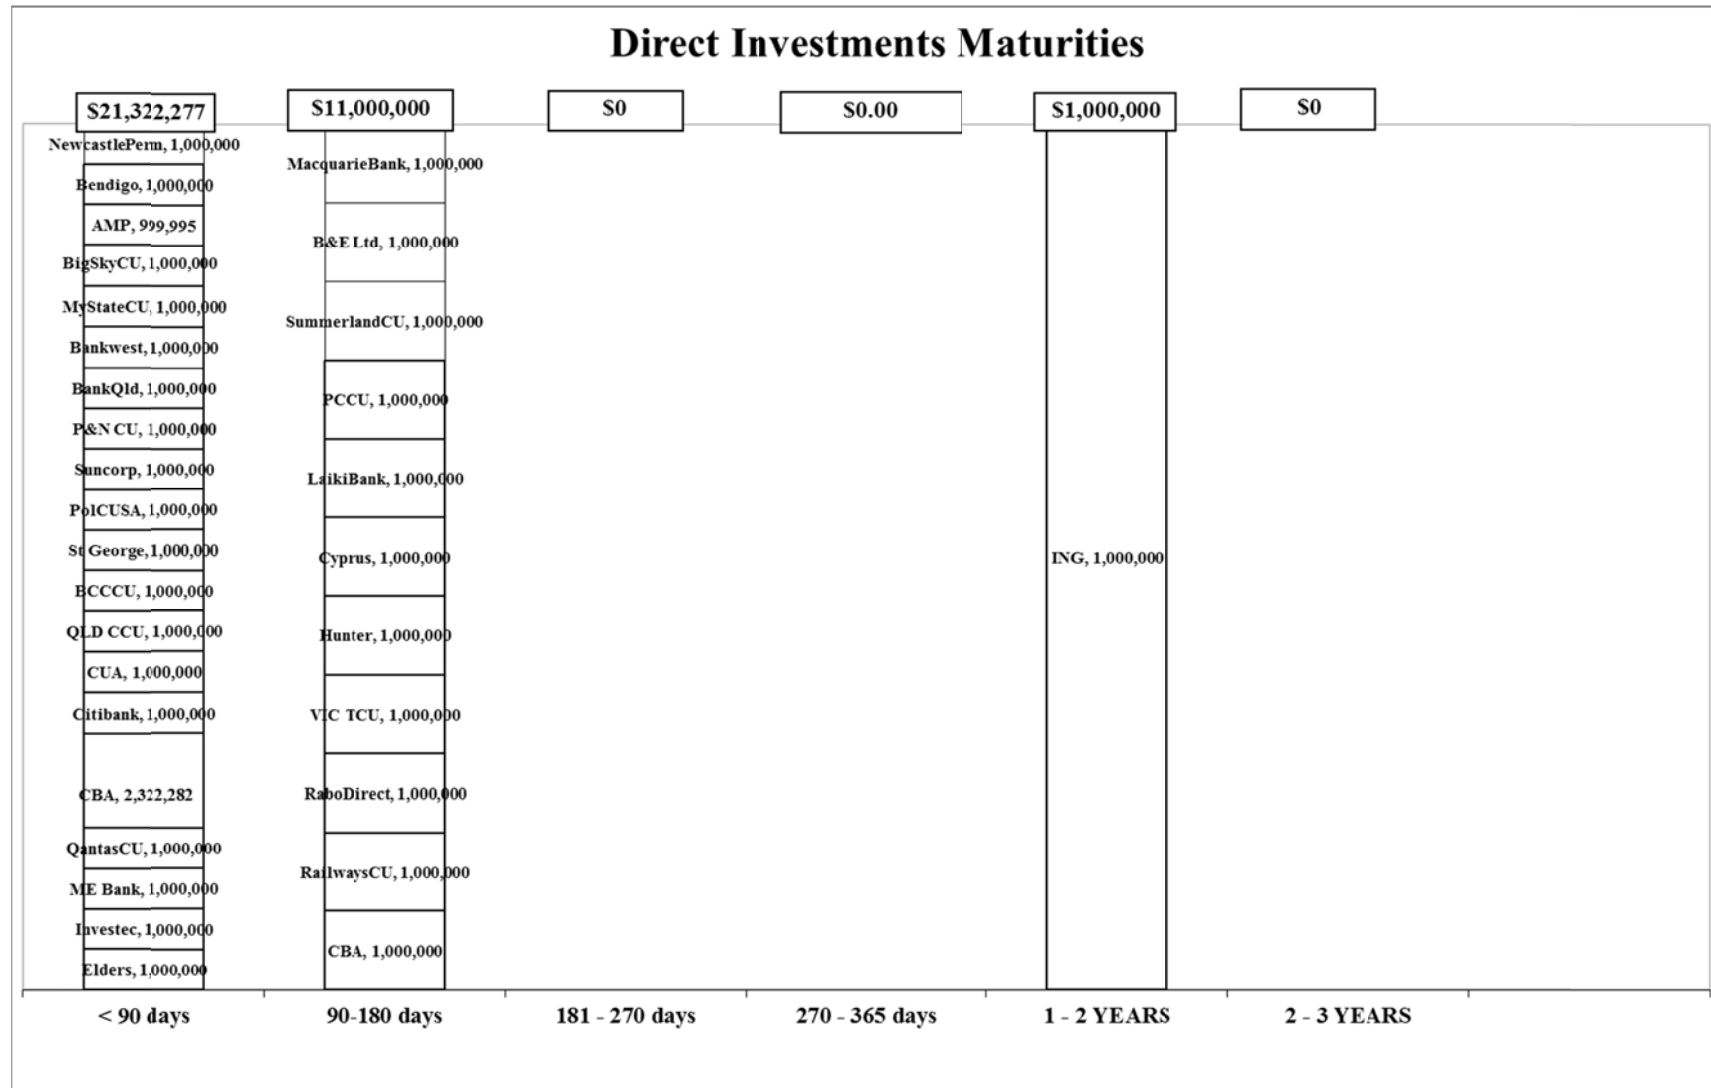 Direct Investments Maturities
$21,322,277
$11,000,000
$0
$0.00
$1,000,000
$0
NewcastlePerm, 1,000,000
Bendigo, 1,000,000
AMP, 999,995
BigSkyCU, 1,000,000
MyStateCU, 1,000,000
Bankwest, 1,000,000
BankQld, 1,000,000
P&N CU, 1,000,000
Suncorp, 1,000,000
PolCUSA, 1,000,000
St George, 1,000,000
BCCCU, 1,000,000
QLD CCU, 1,000,000
CUA, 1,000,000
Citibank, 1,000,000
CBA, 2,322,282
QantasCU, 1,000,000
ME Bank, 1,000,000
Investec, 1,000,000
Elders, 1,000,000
MacquarieBank, 1,000,000
B&E Ltd, 1,000,000
SummerlandCU, 1,000,000
PCCU, 1,000,000
LaikiBank, 1,000,000
Cyprus, 1,000,000
Hunter, 1,000,000
VIC TCU, 1,000,000
RaboDirect, 1,000,000
RailwaysCU, 1,000,000
CBA, 1,000,000
ING, 1,000,000
< 90 days
90-180 days
181 - 270 days
270 - 365 days
1 - 2 YEARS
2 - 3 YEARS